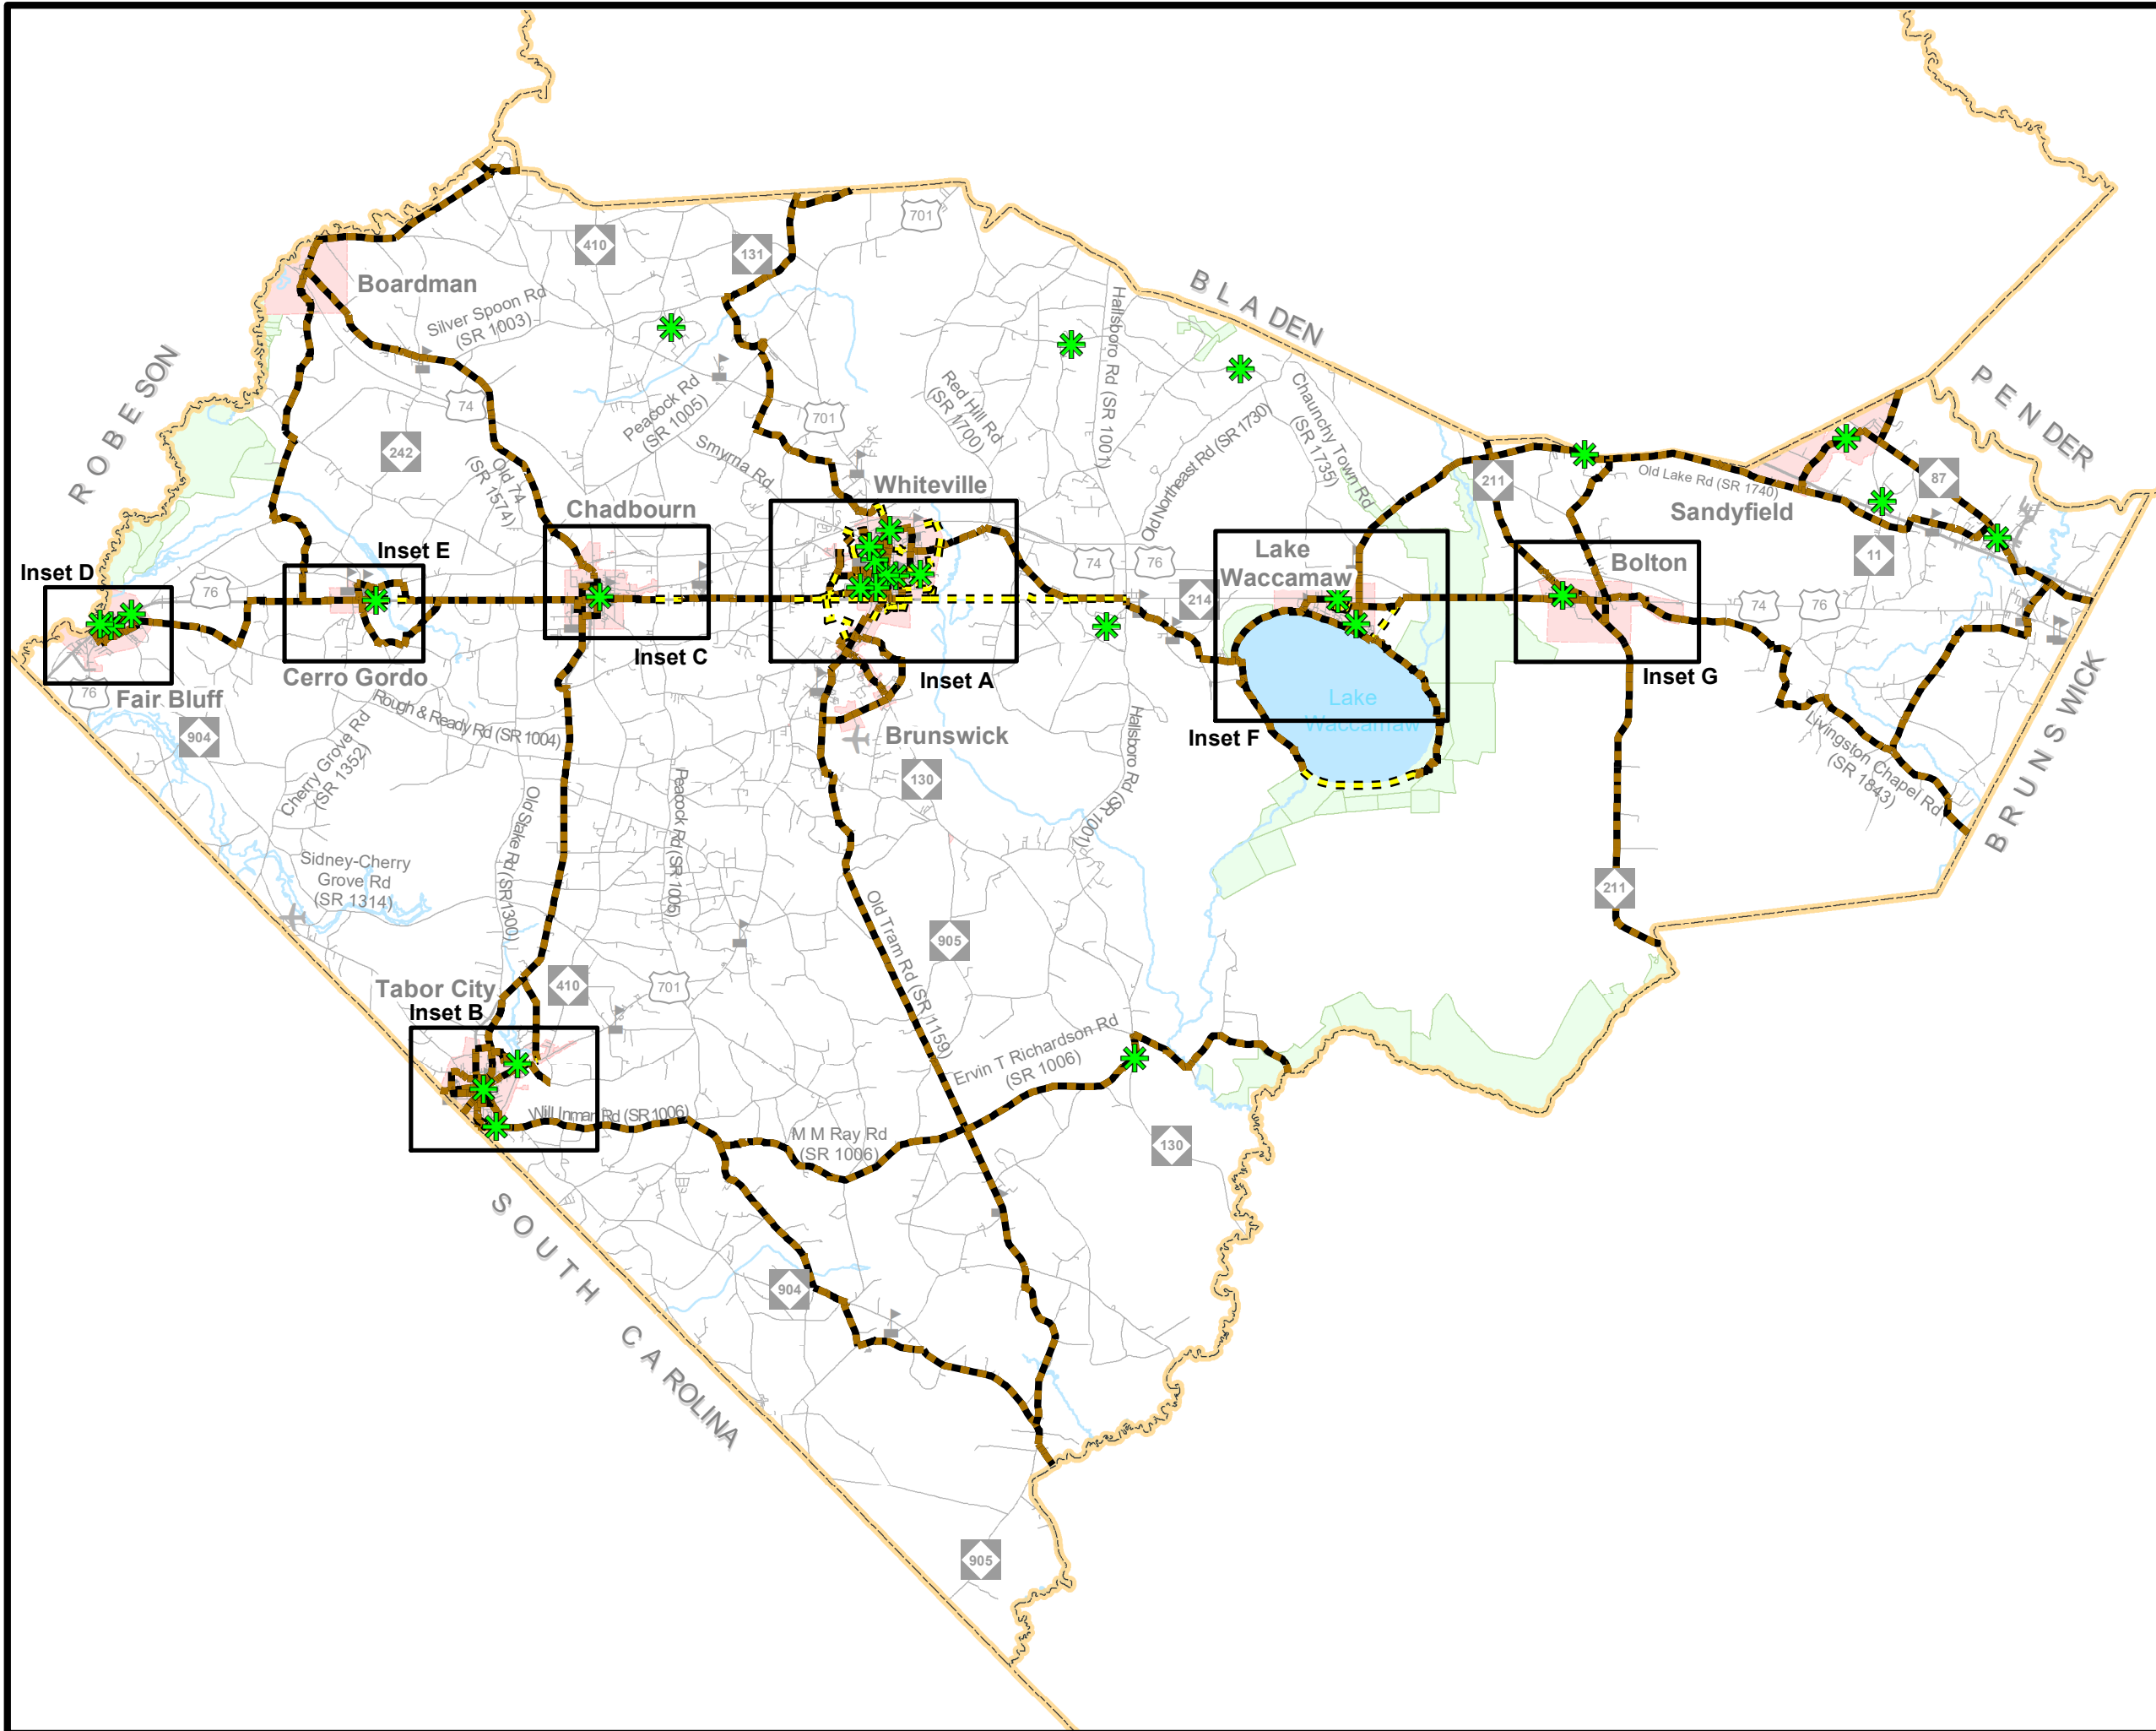 701
410
131
BLADEN
Boardman
Silver Spoon Rd
(SR 1003)
Hallsboro Rd (SR 1001)
ROBESON
PENDER
74
Peacock Rd
(SR 1005)
701
Red Hill Rd
(SR 1700)
Chaunchy Town Rd
(SR 1735)
Old Northeast Rd (SR 1730)
242
Smyrna Rd
Old 74
(SR 1574)
Whiteville
211
Old Lake Rd (SR 1740)
87
Chadbourn
Sandyfield
Inset E
Lake
Waccamaw
11
Inset D
74
76
Bolton
76
214
74
76
Inset C
Cerro Gordo
Inset A
Inset G
76
Fair Bluff
904
Rough & Ready Rd (SR 1004)
Lake
Waccamaw
Inset F
Brunswick
Cherry Grove Rd
(SR 1352)
130
Hallsboro Rd (SR 1001)
Livingston Chapel Rd
(SR 1843)
BRUNSWICK
Old Stake Rd (SR 1300)
Peacock Rd (SR 1005)
Sidney-Cherry
Grove Rd
(SR 1314)
211
Old Tram Rd (SR 1159)
905
Tabor City
410
701
Inset B
Ervin T Richardson Rd
(SR 1006)
Will Inman Rd (SR 1006)
M M Ray Rd
(SR 1006)
130
SOUTH CAROLINA
904
905